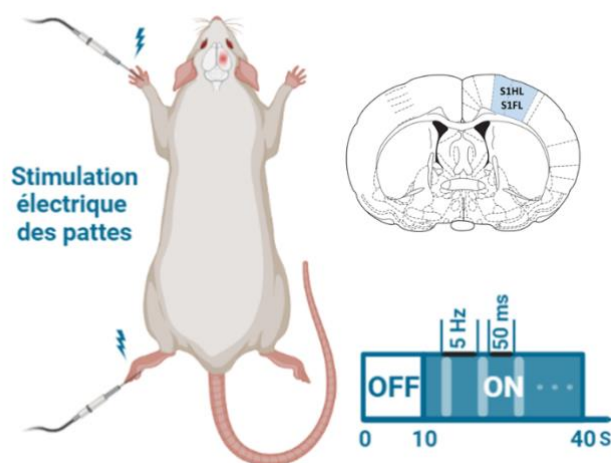 Stimulation
électrique
des pattes
S1HL
S1FL
5 Hz
50 ms
OFF
ON
0
10
40 s